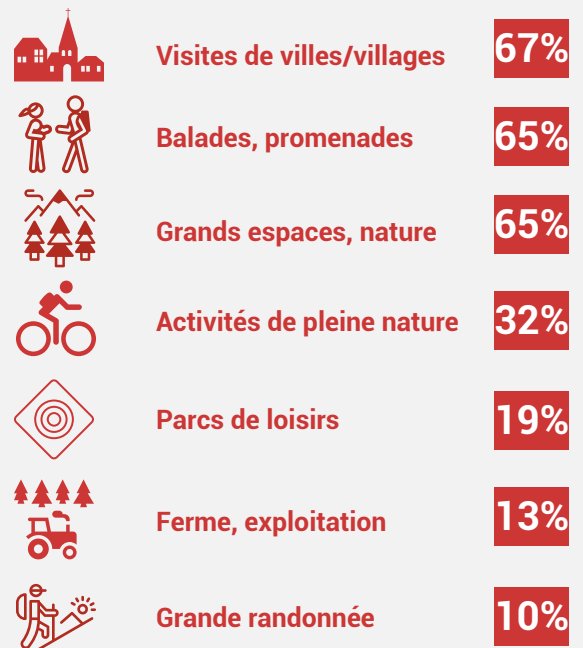 Visites de villes/villages 67%
Balades, promenades 65%
Grands espaces, nature 65%
Activités de pleine nature 32%
Parcs de loisirs 19%
Ferme, exploitation 13%
Grande randonnée 10%